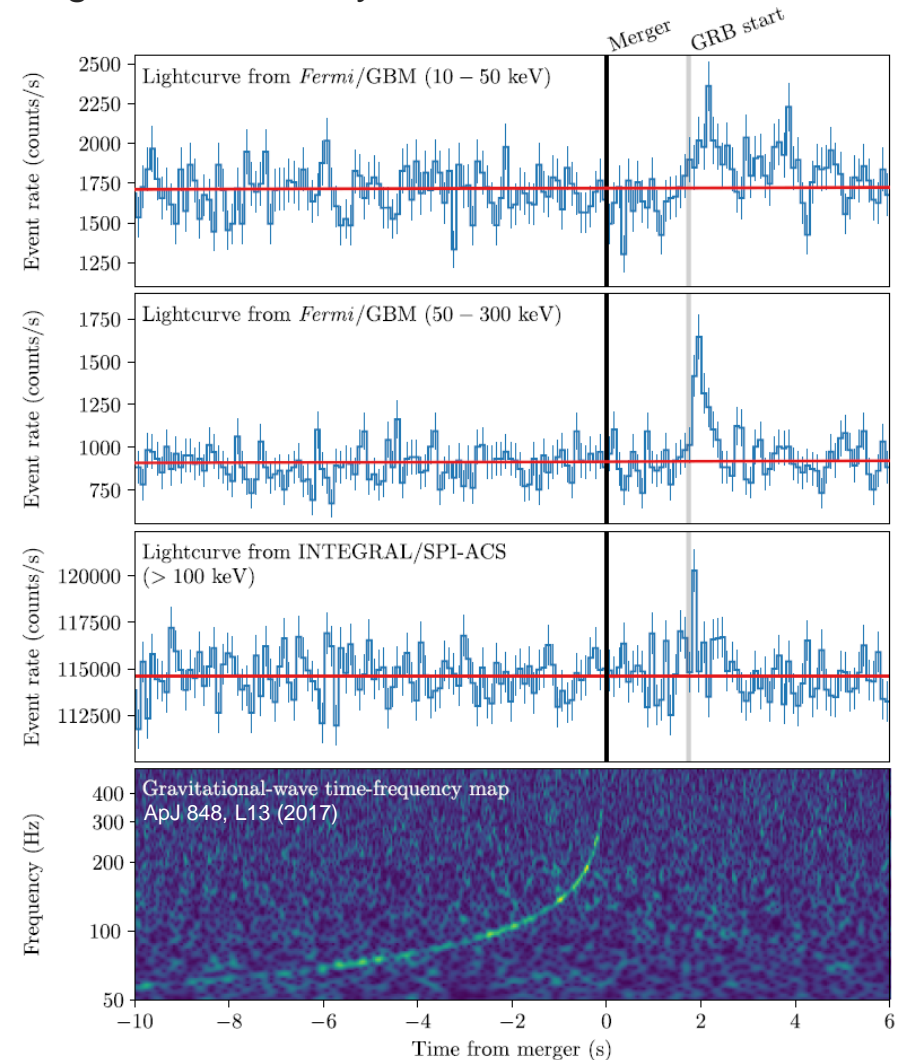 Merger
GRB start
Lightcurve from Fermi/GBM (10 − 50 keV)
Event rate (counts/s)
2500
2250
2000
1750
1500
1250
Lightcurve from Fermi/GBM (50 − 300 keV)
Event rate (counts/s)
1750
1500
1250
1000
750
Lightcurve from INTEGRAL/SPI-ACS
(> 100 keV)
Event rate (counts/s)
120000
117500
115000
112500
Gravitational-wave time-frequency map
ApJ 848, L13 (2017)
Frequency (Hz)
400
300
200
100
50
−10 −8 −6 −4 −2 0 2 4 6
Time from merger (s)